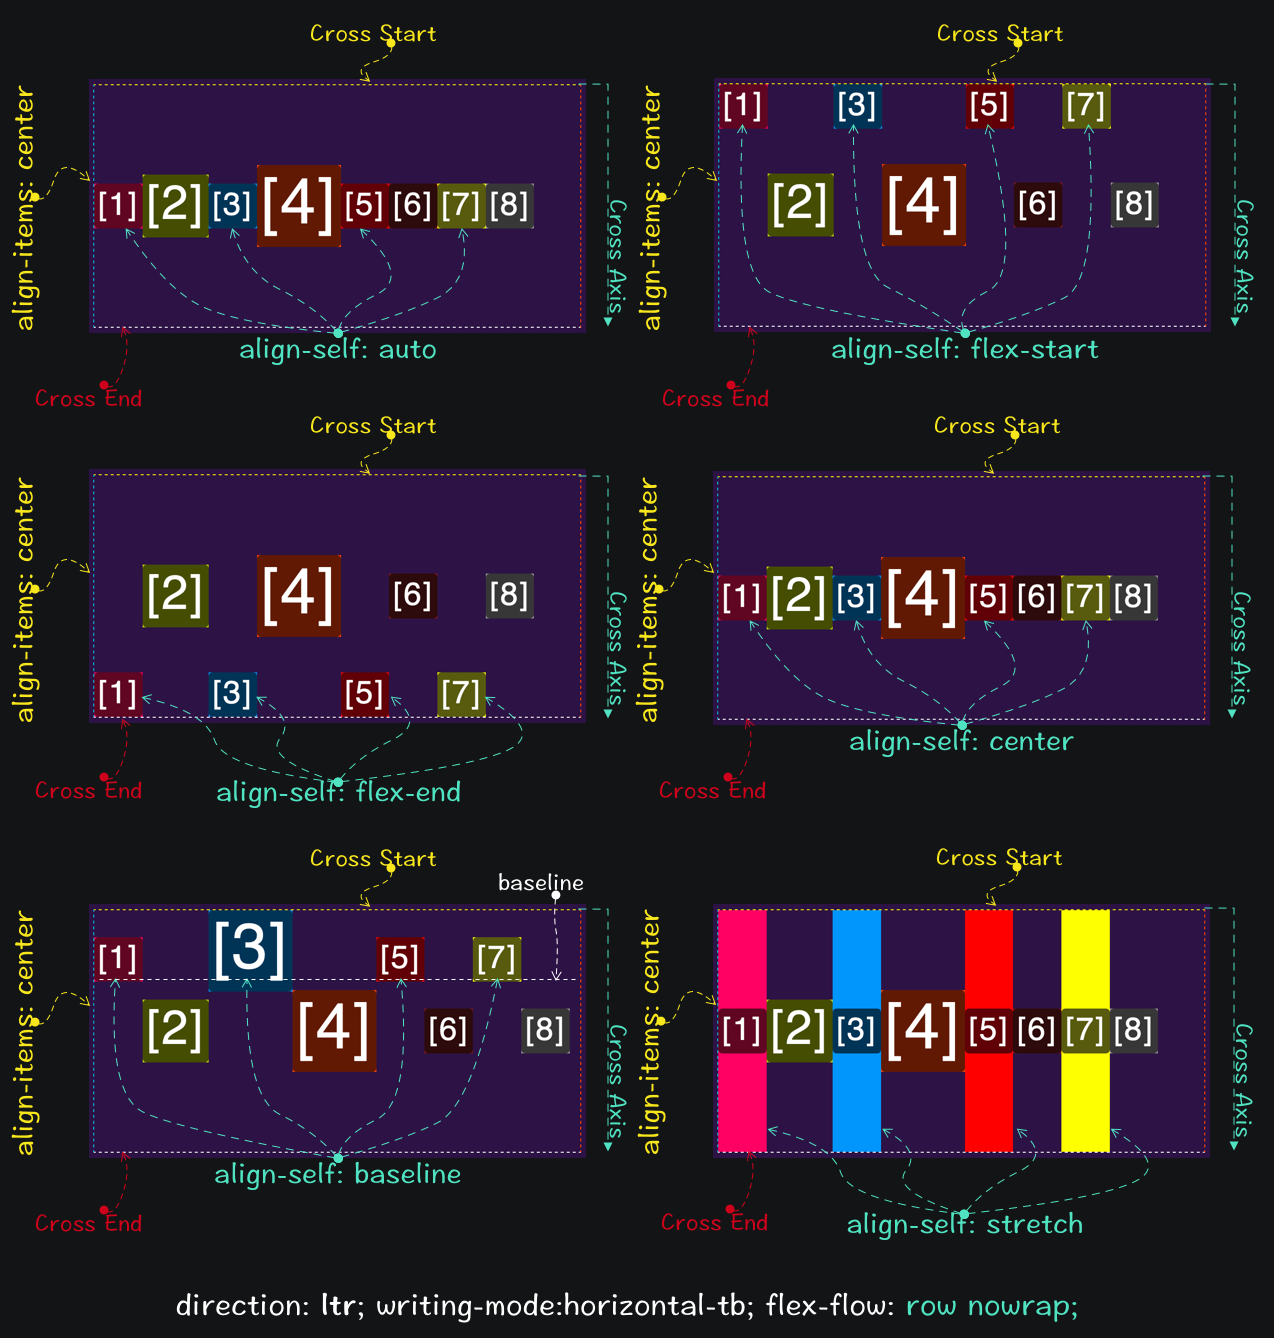 Cross Start
align-items: center
[1] [2] [3] [4] [5] [6] [7] [8]
Cross Axis
align-self: auto
Cross End
Cross Start
align-items: center
[1] [3] [5] [7]
[2] [4] [6] [8]
Cross Axis
align-self: flex-start
Cross End
Cross Start
align-items: center
[2] [4] [6] [8]
[1] [3] [5] [7]
Cross Axis
align-self: flex-end
Cross End
Cross Start
align-items: center
[1] [2] [3] [4] [5] [6] [7] [8]
Cross Axis
align-self: center
Cross End
Cross Start
baseline
align-items: center
[1] [3] [5] [7]
[2] [4] [6] [8]
Cross Axis
align-self: baseline
Cross End
Cross Start
align-items: center
[1] [2] [3] [4] [5] [6] [7] [8]
Cross Axis
align-self: stretch
Cross End
direction: ltr; writing-mode:horizontal-tb; flex-flow: row nowrap;